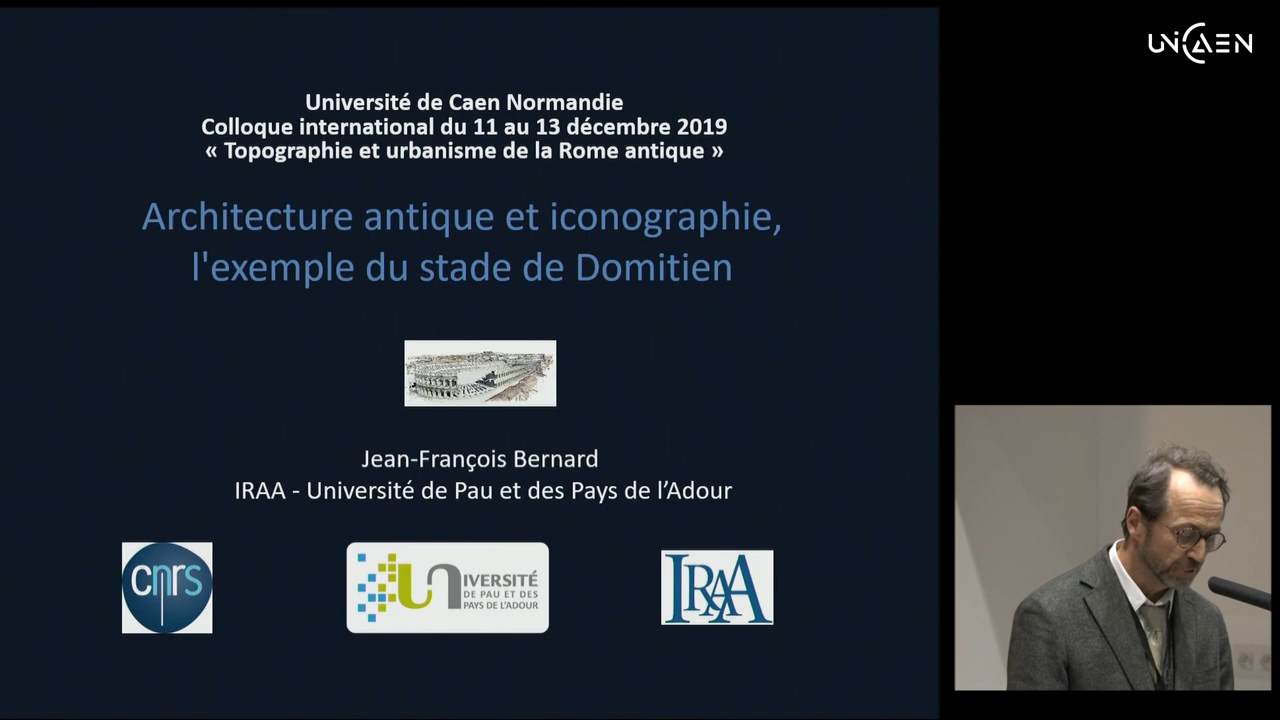 UNICAEN
Université de Caen Normandie
Colloque international du 11 au 13 décembre 2019
« Topographie et urbanisme de la Rome antique »
Architecture antique et iconographie,
l'exemple du stade de Domitien
Jean-François Bernard
IRAA - Université de Pau et des Pays de l’Adour
cnrs
UNIVERSITÉ
DE PAU ET DES
PAYS DE L'ADOUR
IRAA